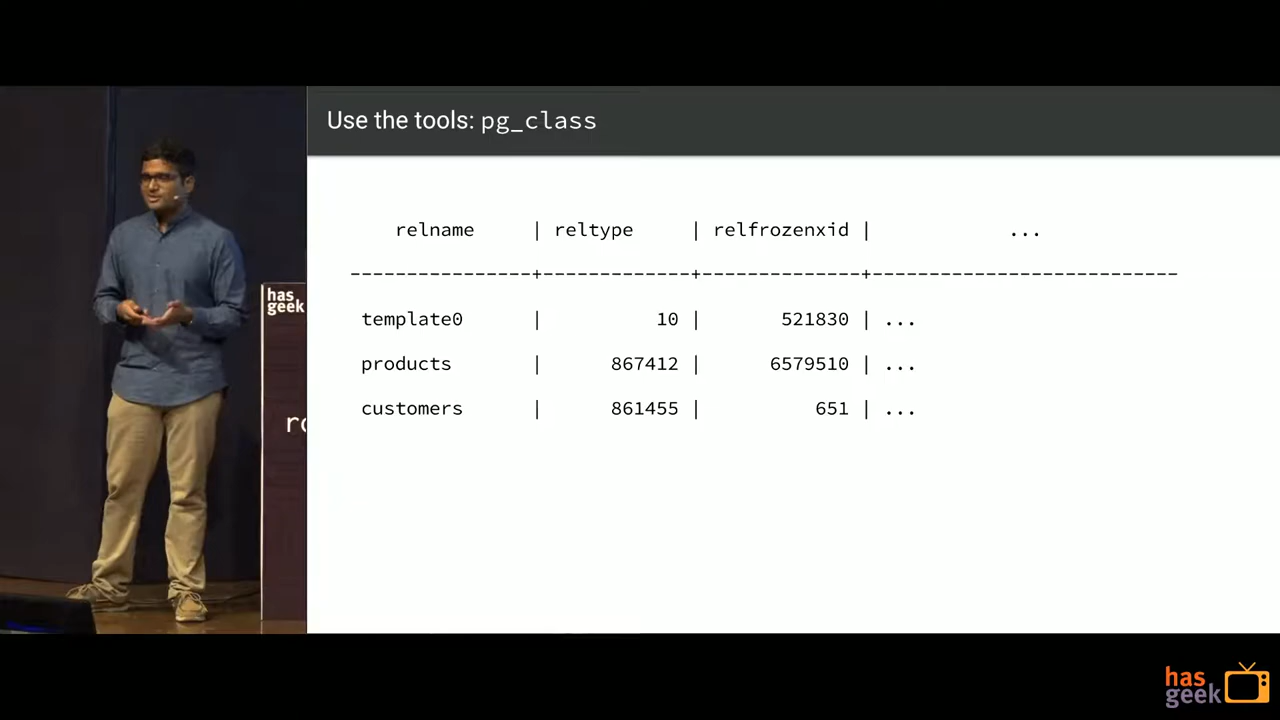 Use the tools: pg_class
relname | reltype | relfrozenxid | ...
----------------+-------------+--------------+---------------------------
template0 | 10 | 521830 | ...
products | 867412 | 6579510 | ...
customers | 861455 | 651 | ...
has
geek
ro
has
geek